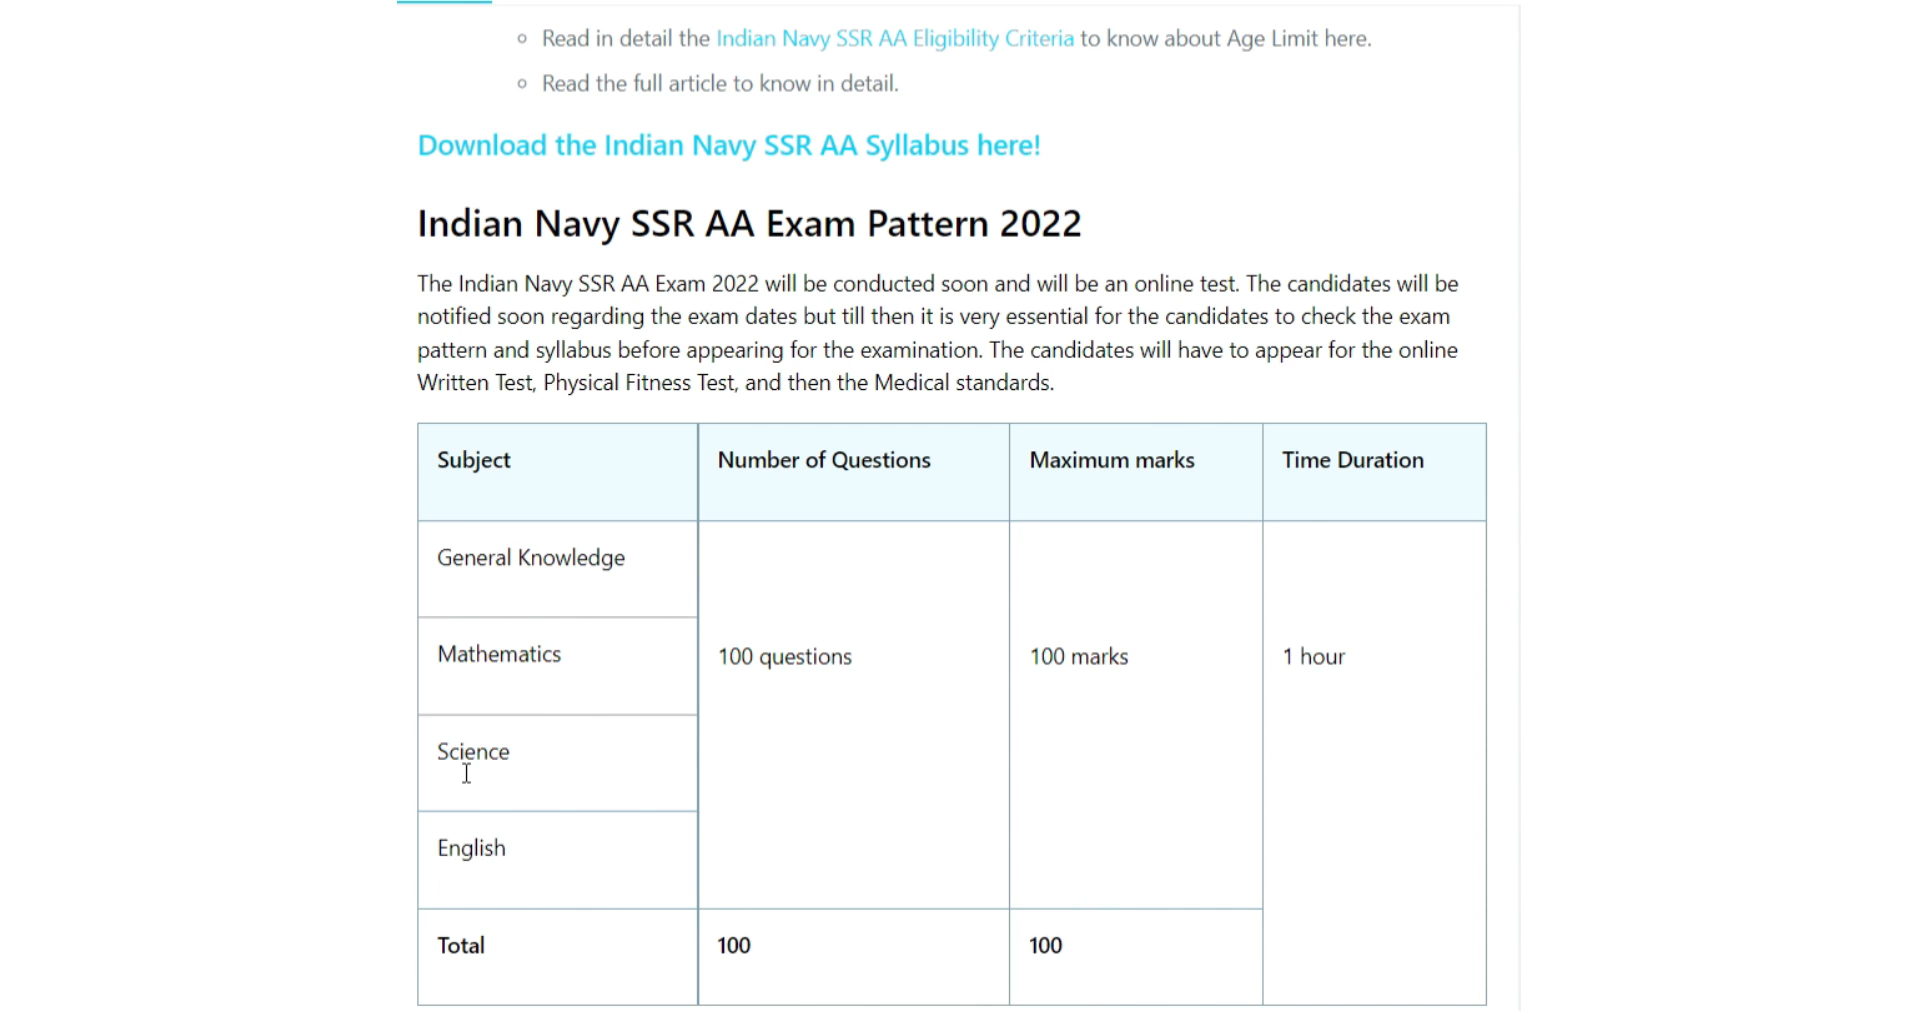 Read in detail the Indian Navy SSR AA Eligibility Criteria to know about Age Limit here.
Read the full article to know in detail.
Download the Indian Navy SSR AA Syllabus here!
Indian Navy SSR AA Exam Pattern 2022
The Indian Navy SSR AA Exam 2022 will be conducted soon and will be an online test. The candidates will be
notified soon regarding the exam dates but till then it is very essential for the candidates to check the exam
pattern and syllabus before appearing for the examination. The candidates will have to appear for the online
Written Test, Physical Fitness Test, and then the Medical standards.
Subject Number of Questions Maximum marks Time Duration
General Knowledge
Mathematics 100 questions 100 marks 1 hour
Science
English
Total 100 100